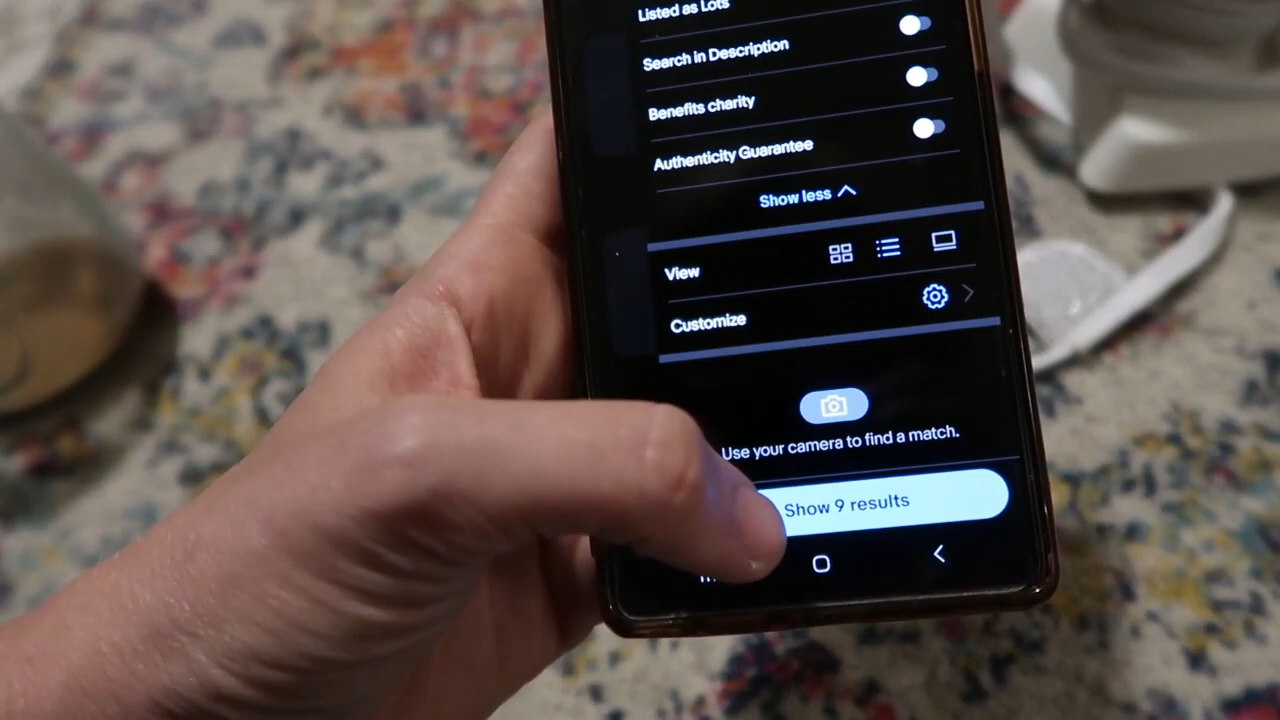 Listed as Lots
Search in Description
Benefits charity
Authenticity Guarantee
Show less
View
Customize
Use your camera to find a match.
Show 9 results